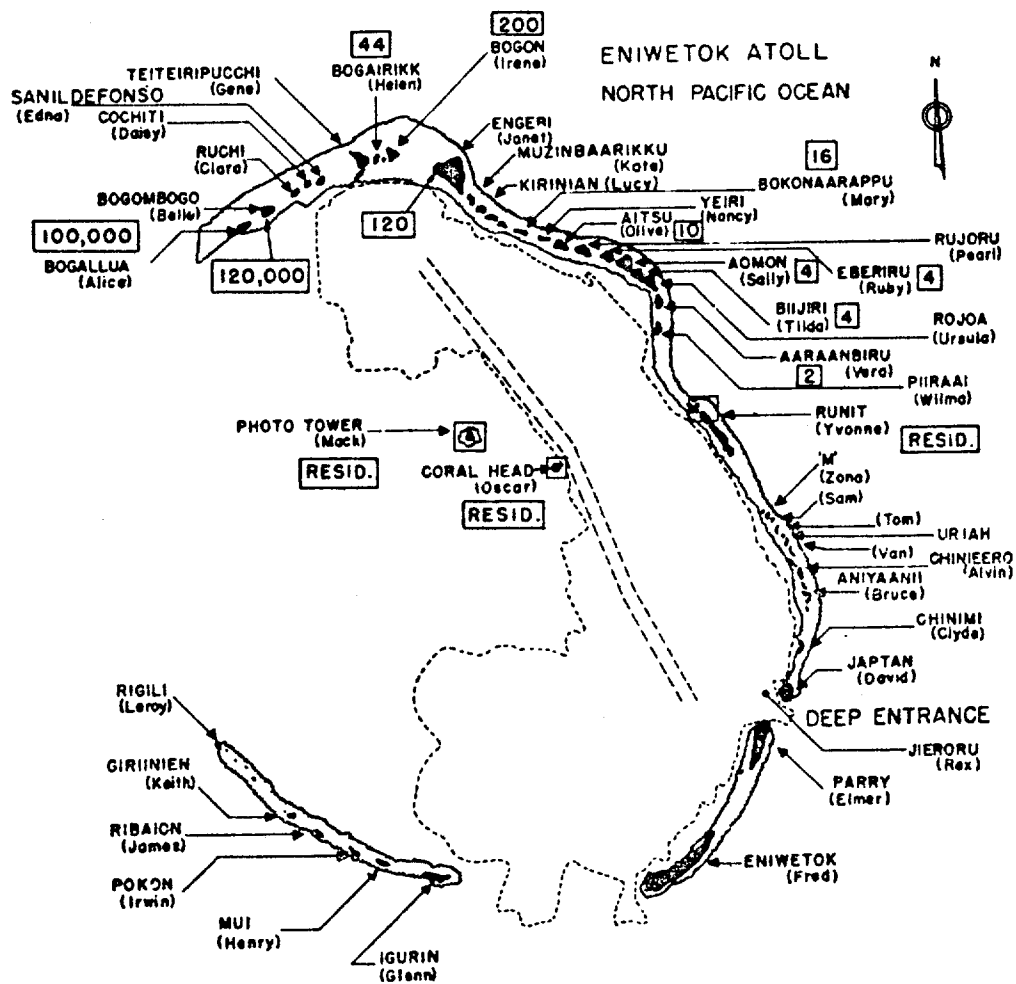 ENIWETOK ATOLL
NORTH PACIFIC OCEAN
N
200
BOGON
(Irene)
44
BOGAIRIKK
(Helen)
TEITEIRIPUCCHI
(Gene)
SANILDEFONSO
(Edna)
COCHITI
(Daisy)
RUCHI
(Clara)
BOGOMBOGO
(Belle)
100,000
BOGALLUA
(Alice)
120,000
120
ENGERI
(Janet)
MUZINBAARIKKU
(Kate)
KIRINIAN (Lucy)
16
BOKONAARAPPU
(Mary)
YEIRI
(Nancy)
AITSU
(Olive) 10
RUJORU
(Pearl)
AOMON
(Sally) 4
EBERIRU
(Ruby) 4
BIIJIRI
(Tilda) 4
ROJOA
(Ursula)
AARAANBIRU
(Vera)
2
PIIRAAI
(Wilma)
RUNIT
(Yvonne)
RESID.
PHOTO TOWER
(Mack)
RESID.
CORAL HEAD
(Oscar)
RESID.
'M'
(Zona)
(Sam)
(Tom)
URIAH
(Van)
CHINIEERO
(Alvin)
ANIYAANII
(Bruce)
CHINIMI
(Clyde)
JAPTAN
(David)
DEEP ENTRANCE
JIERORU
(Rex)
PARRY
(Elmer)
ENIWETOK
(Fred)
RIGILI
(Leroy)
GIRIINIEN
(Keith)
RIBAION
(James)
POKON
(Irwin)
MUI
(Henry)
IGURIN
(Glenn)